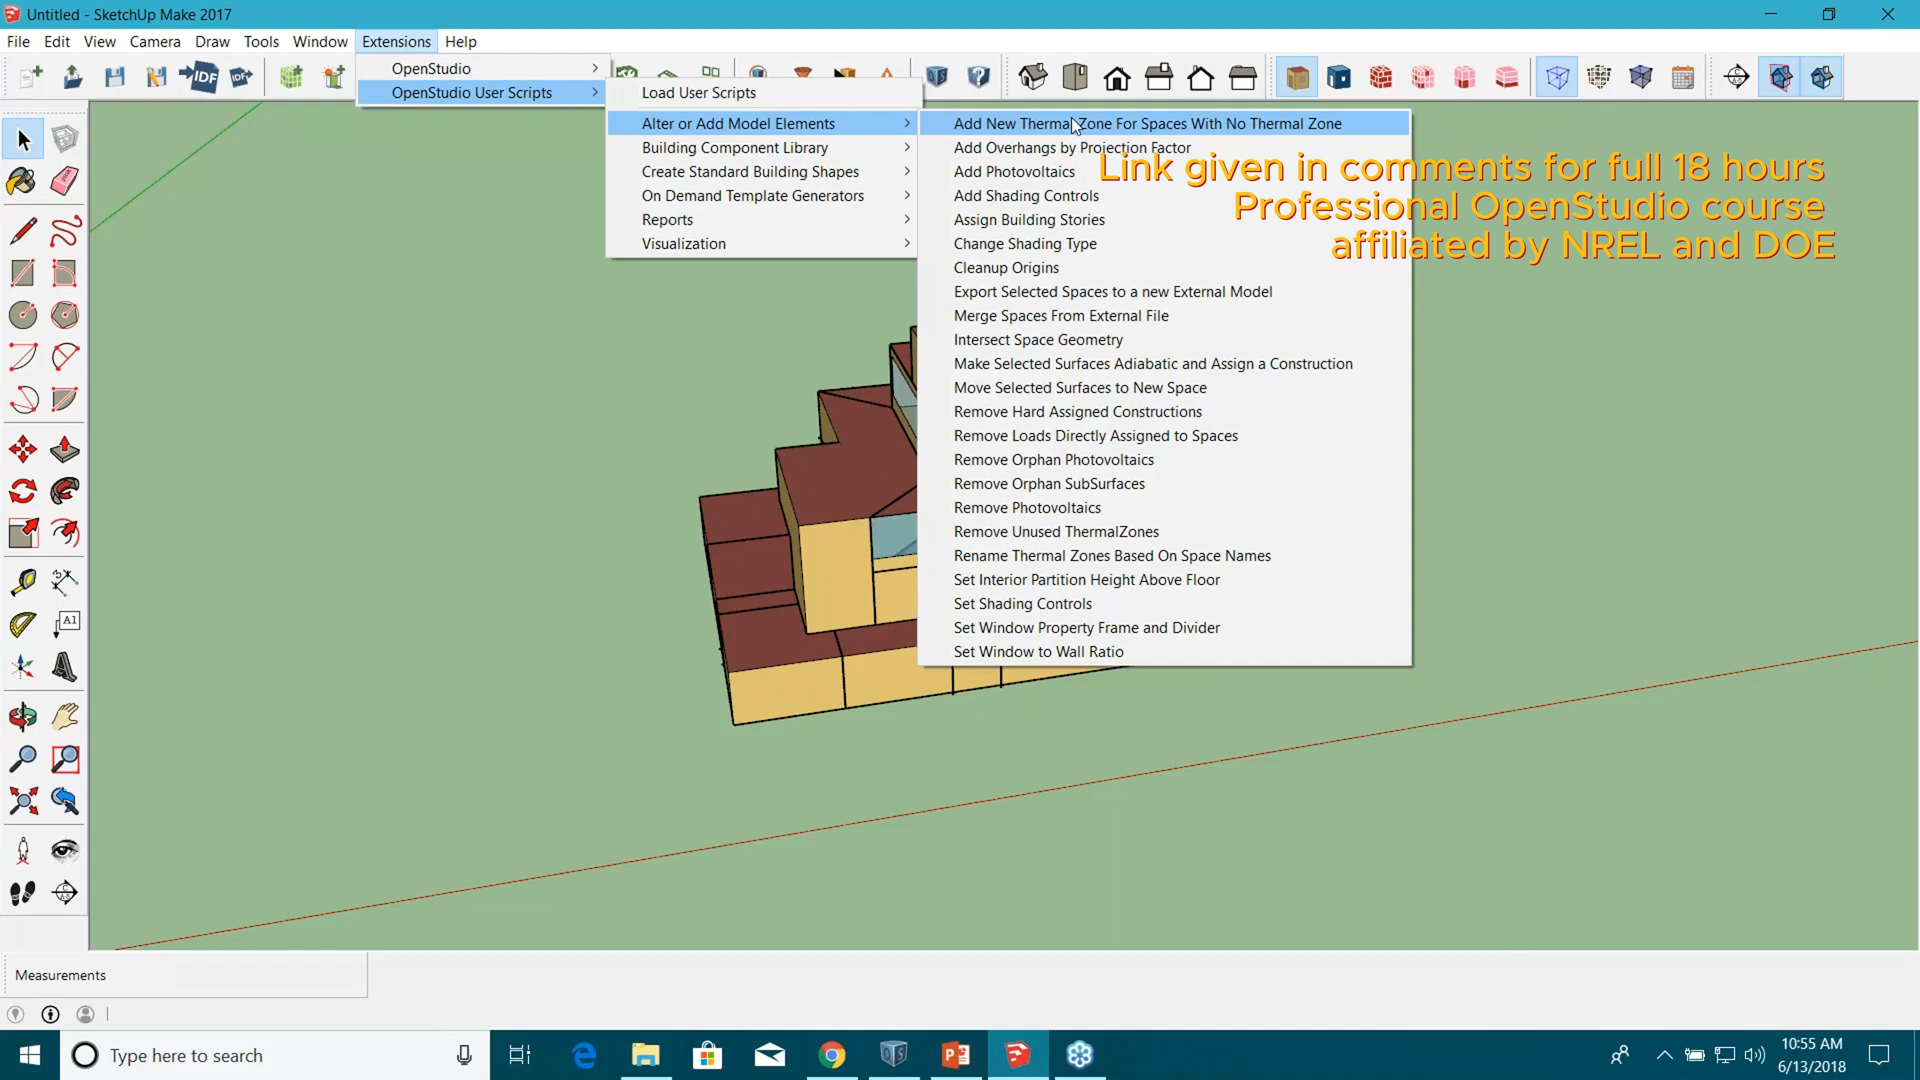 Untitled - SketchUp Make 2017
File Edit View Camera Draw Tools Window Extensions Help
IDF IDF
OpenStudio
OpenStudio User Scripts
Load User Scripts
Alter or Add Model Elements
Building Component Library
Create Standard Building Shapes
On Demand Template Generators
Reports
Visualization
Add New Thermal Zone For Spaces With No Thermal Zone
Add Overhangs by Projection Factor
Add Photovoltaics
Add Shading Controls
Assign Building Stories
Change Shading Type
Cleanup Origins
Export Selected Spaces to a new External Model
Merge Spaces From External File
Intersect Space Geometry
Make Selected Surfaces Adiabatic and Assign a Construction
Move Selected Surfaces to New Space
Remove Hard Assigned Constructions
Remove Loads Directly Assigned to Spaces
Remove Orphan Photovoltaics
Remove Orphan SubSurfaces
Remove Photovoltaics
Remove Unused ThermalZones
Rename Thermal Zones Based On Space Names
Set Interior Partition Height Above Floor
Set Shading Controls
Set Window Property Frame and Divider
Set Window to Wall Ratio
Link given in comments for full 18 hours
Professional OpenStudio course
affiliated by NREL and DOE
A1
Measurements
Type here to search
10:55 AM
6/13/2018